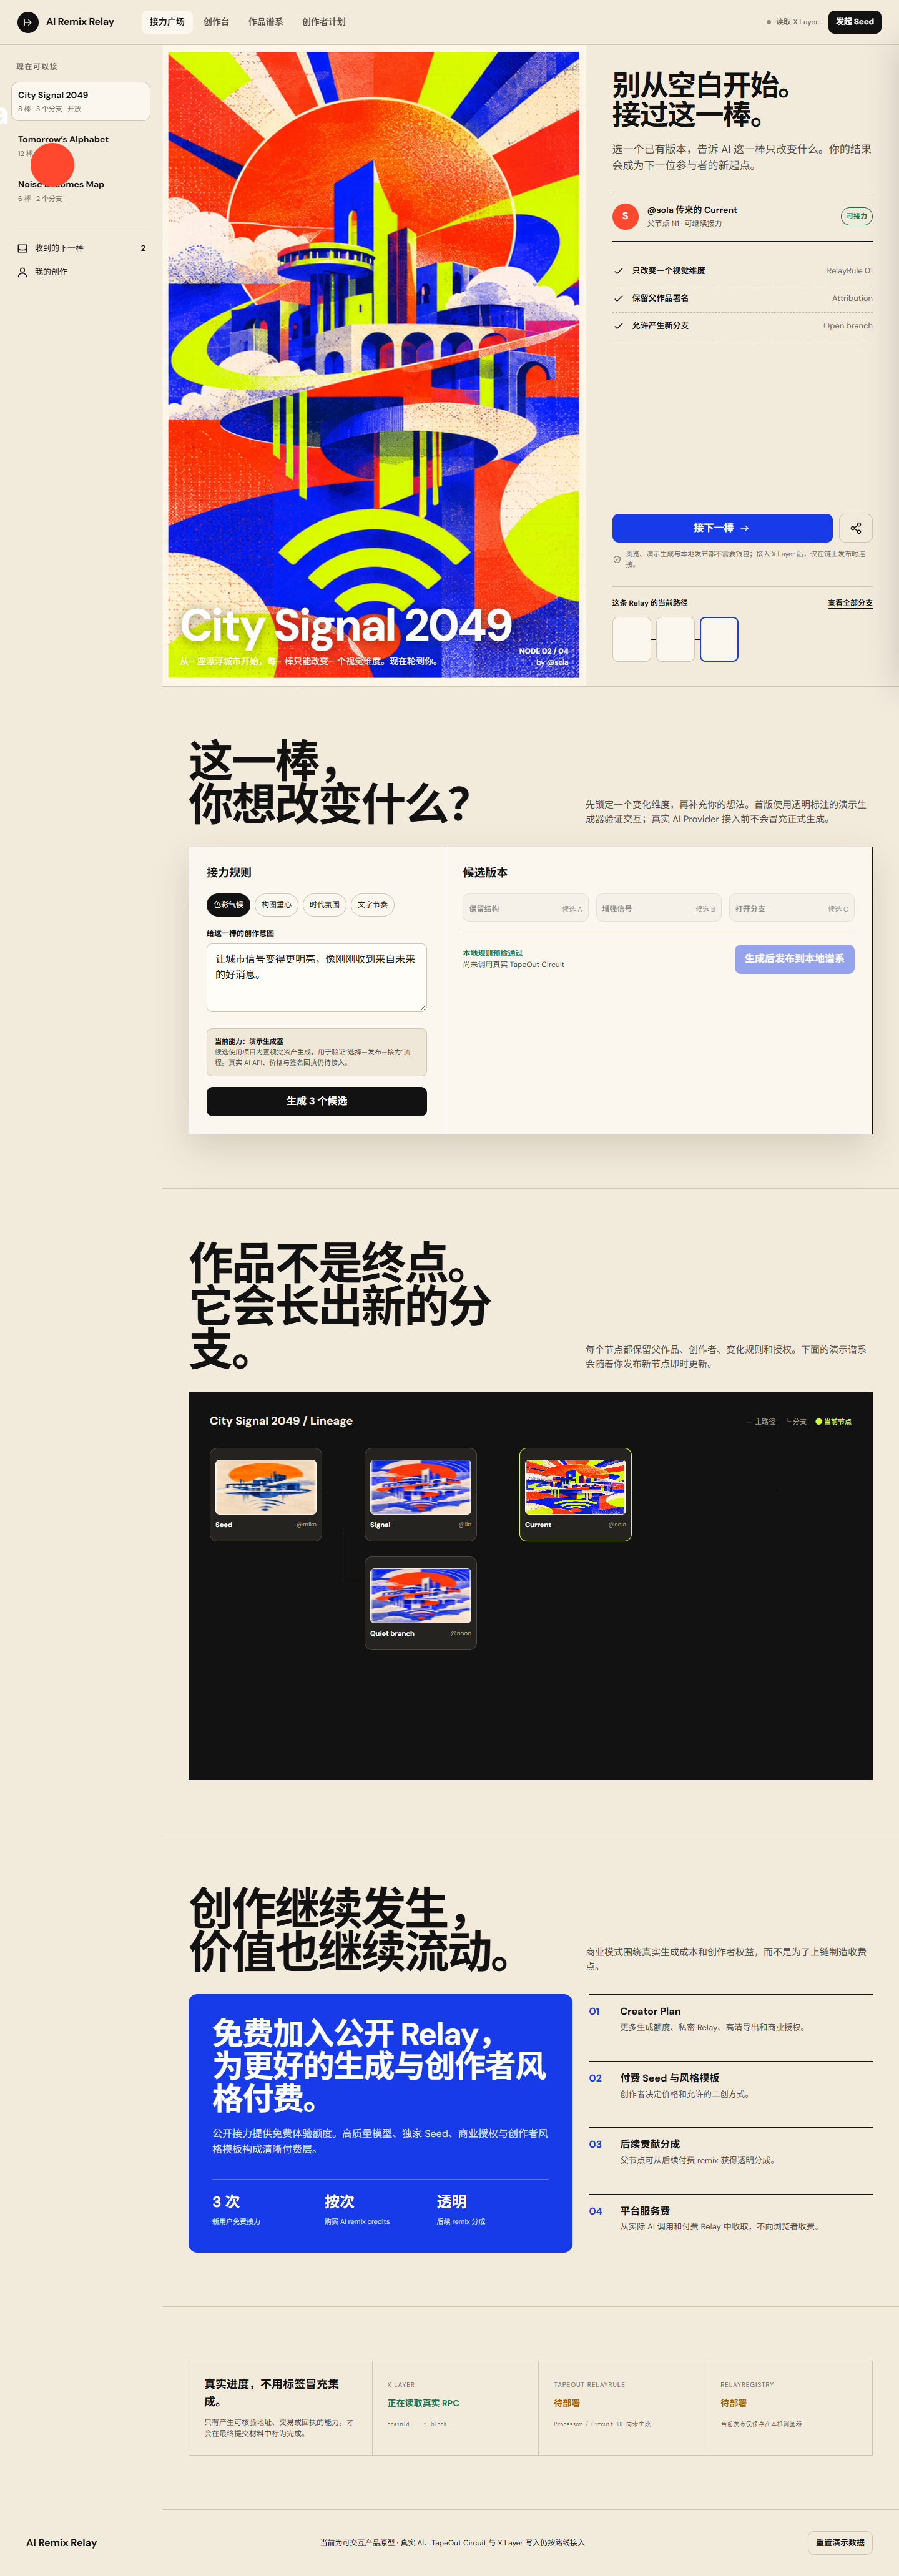 AI Remix Relay
接力广场
创作台
作品谱系
创作者计划
读取 X Layer...
发起 Seed
现在可以接
City Signal 2049
8 棒 3 个分支 开放
Tomorrow's Alphabet
12 棒
Noise Becomes Map
6 棒 2 个分支
收到的下一棒 2
我的创作
City Signal 2049
从一座漂浮城市开始，每一棒只能改变一个视觉维度。现在轮到你。
NODE 02 / 04
by @sola
别从空白开始。
接过这一棒。
选一个已有版本，告诉 AI 这一棒只改变什么。你的结果
会成为下一位参与者的新起点。
S
@sola 传来的 Current
父节点 N1 · 可继续接力
可接力
只改变一个视觉维度 RelayRule 01
保留父作品署名 Attribution
允许产生新分支 Open branch
接下一棒 →
浏览、演示生成与本地发布都不需要钱包；接入 X Layer 后，仅在链上发布时连
接。
这条 Relay 的当前路径
查看全部分支
这一棒，
你想改变什么？
先锁定一个变化维度，再补充你的想法。首版使用透明标注的演示生
成器验证交互；真实 AI Provider 接入前不会冒充正式生成。
接力规则
色彩气候
构图重心
时代氛围
文字节奏
给这一棒的创作意图
让城市信号变得更明亮，像刚刚收到来自未来
的好消息。
当前能力：演示生成器
候选使用项目内置视觉资产生成，用于验证“选择—发布—接力”流
程。真实 AI API、价格与签名回执仍待接入。
生成 3 个候选
候选版本
保留结构 候选 A
增强信号 候选 B
打开分支 候选 C
本地规则预检通过
尚未调用真实 TapeOut Circuit
生成后发布到本地谱系
作品不是终点。
它会长出新的分
支。
每个节点都保留父作品、创作者、变化规则和授权。下面的演示谱系
会随着你发布新节点即时更新。
City Signal 2049 / Lineage
— 主路径
└ 分支
● 当前节点
Seed @miko
Signal @lin
Current @sola
Quiet branch @noon
创作继续发生，
价值也继续流动。
商业模式围绕真实生成成本和创作者权益，而不是为了上链制造收费
点。
免费加入公开 Relay，
为更好的生成与创作者风
格付费。
公开接力提供免费体验额度。高质量模型、独家 Seed、商业授权与创作者风
格模板构成清晰付费层。
3 次
新用户免费接力
按次
购买 AI remix credits
透明
后续 remix 分成
01 Creator Plan
更多生成额度、私密 Relay、高清导出和商业授权。
02 付费 Seed 与风格模板
创作者决定价格和允许的二创方式。
03 后续贡献分成
父节点可从后续付费 remix 获得透明分成。
04 平台服务费
从实际 AI 调用和付费 Relay 中收取，不向浏览者收费。
真实进度，不用标签冒充集
成。
只有产生可核验地址、交易或回执的能力，才
会在最终提交材料中标为完成。
X LAYER
正在读取真实 RPC
chainId — · block —
TAPEOUT RELAYRULE
待部署
Processor / Circuit ID 尚未生成
RELAYREGISTRY
待部署
当前发布仅保存在本机浏览器
AI Remix Relay
当前为可交互产品原型 · 真实 AI、TapeOut Circuit 与 X Layer 写入仍按路线接入
重置演示数据